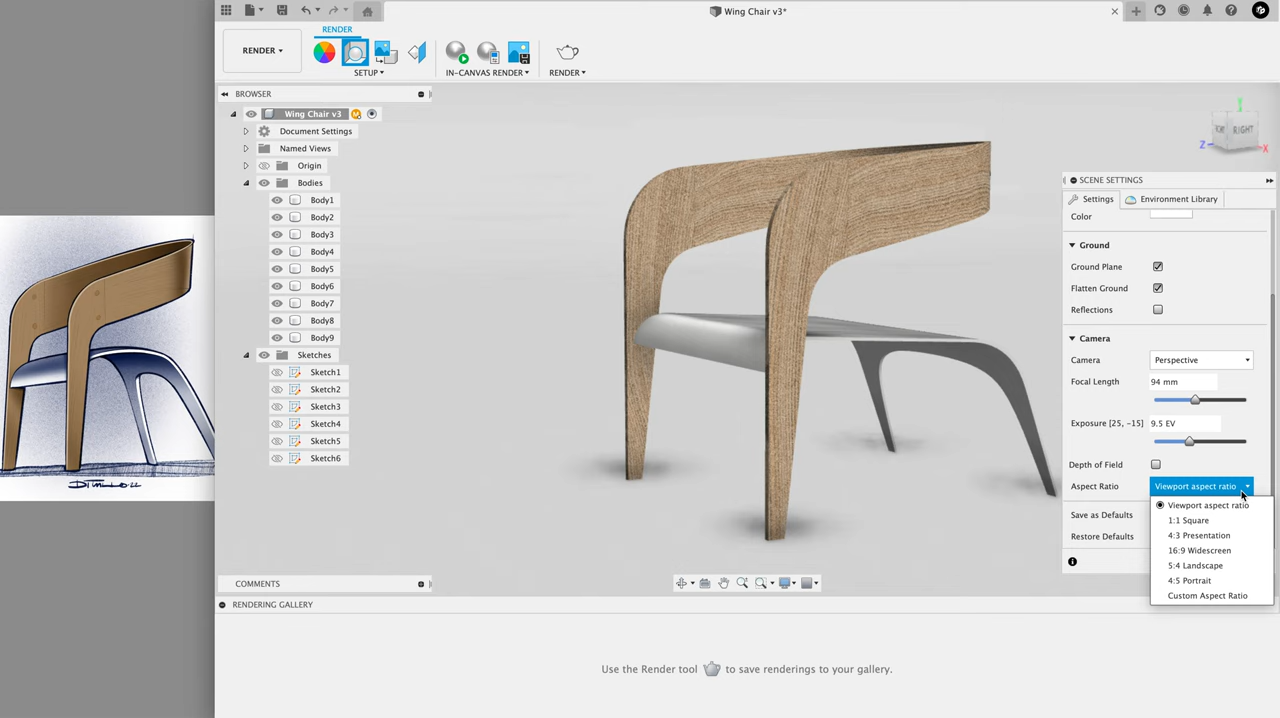 Wing Chair v3*
RENDER
RENDER
SETUP
IN-CANVAS RENDER
RENDER
BROWSER
Wing Chair v3
Document Settings
Named Views
Origin
Bodies
Body1
Body2
Body3
Body4
Body5
Body6
Body7
Body8
Body9
Sketches
Sketch1
Sketch2
Sketch3
Sketch4
Sketch5
Sketch6
COMMENTS
RIGHT
Z
X
SCENE SETTINGS
Settings
Environment Library
Color
Ground
Ground Plane
Flatten Ground
Reflections
Camera
Camera Perspective
Focal Length 94 mm
Exposure [25, -15] 9.5 EV
Depth of Field
Aspect Ratio Viewport aspect ratio
Viewport aspect ratio
1:1 Square
4:3 Presentation
16:9 Widescreen
5:4 Landscape
4:5 Portrait
Custom Aspect Ratio
Save as Defaults
Restore Defaults
RENDERING GALLERY
Use the Render tool to save renderings to your gallery.